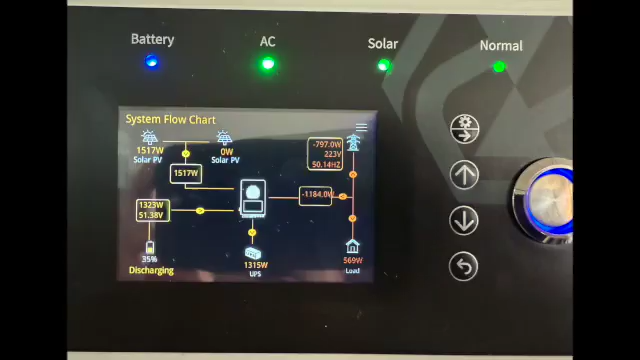 Battery
AC
Solar
Normal
System Flow Chart
1517W
Solar PV
0W
Solar PV
-797.0W
223V
50.14HZ
1517W
1323W
51.38V
-1184.0W
35%
Discharging
1315W
UPS
569W
Load